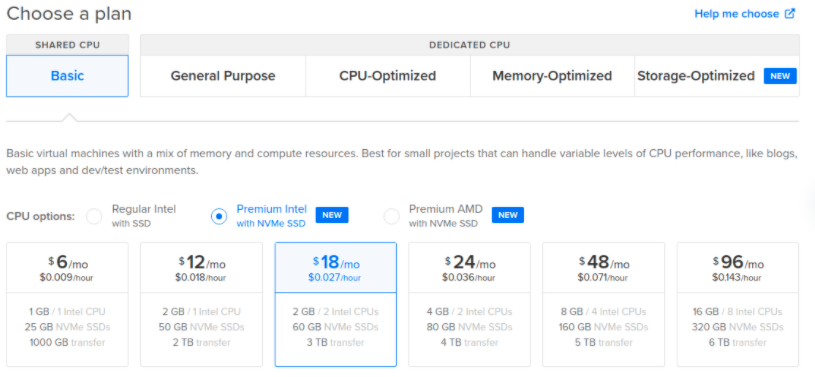 Choose a plan
Help me choose
SHARED CPU
DEDICATED CPU
Basic
General Purpose
CPU-Optimized
Memory-Optimized
Storage-Optimized NEW
Basic virtual machines with a mix of memory and compute resources. Best for small projects that can handle variable levels of CPU performance, like blogs,
web apps and dev/test environments.
CPU options:
Regular Intel
with SSD
Premium Intel
with NVMe SSD
NEW
Premium AMD
with NVMe SSD
NEW
$6/mo
$0.009/hour
1 GB / 1 Intel CPU
25 GB NVMe SSDs
1000 GB transfer
$12/mo
$0.018/hour
2 GB / 1 Intel CPU
50 GB NVMe SSDs
2 TB transfer
$18/mo
$0.027/hour
2 GB / 2 Intel CPUs
60 GB NVMe SSDs
3 TB transfer
$24/mo
$0.036/hour
4 GB / 2 Intel CPUs
80 GB NVMe SSDs
4 TB transfer
$48/mo
$0.071/hour
8 GB / 4 Intel CPUs
160 GB NVMe SSDs
5 TB transfer
$96/mo
$0.143/hour
16 GB / 8 Intel CPUs
320 GB NVMe SSDs
6 TB transfer